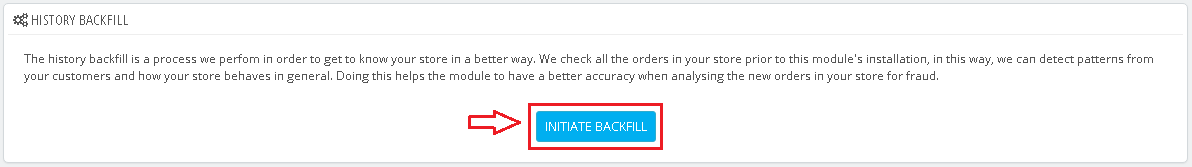 HISTORY BACKFILL
The history backfill is a process we perfom in order to get to know your store in a better way. We check all the orders in your store prior to this module's installation, in this way, we can detect patterns from
your customers and how your store behaves in general. Doing this helps the module to have a better accuracy when analysing the new orders in your store for fraud.
INITIATE BACKFILL